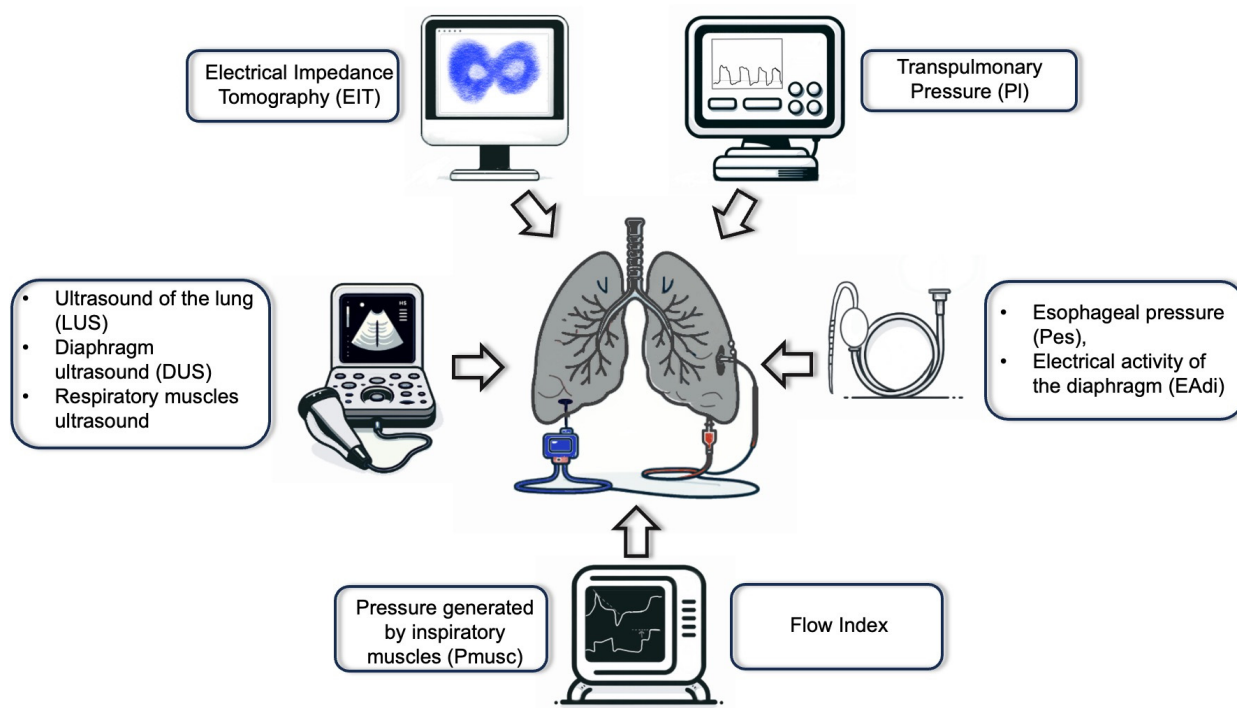 Electrical Impedance
Tomography (EIT)
Transpulmonary
Pressure (Pl)
• Ultrasound of the lung
(LUS)
• Diaphragm
ultrasound (DUS)
• Respiratory muscles
ultrasound
HS
• Esophageal pressure
(Pes),
• Electrical activity of
the diaphragm (EAdi)
Pressure generated
by inspiratory
muscles (Pmusc)
Flow Index